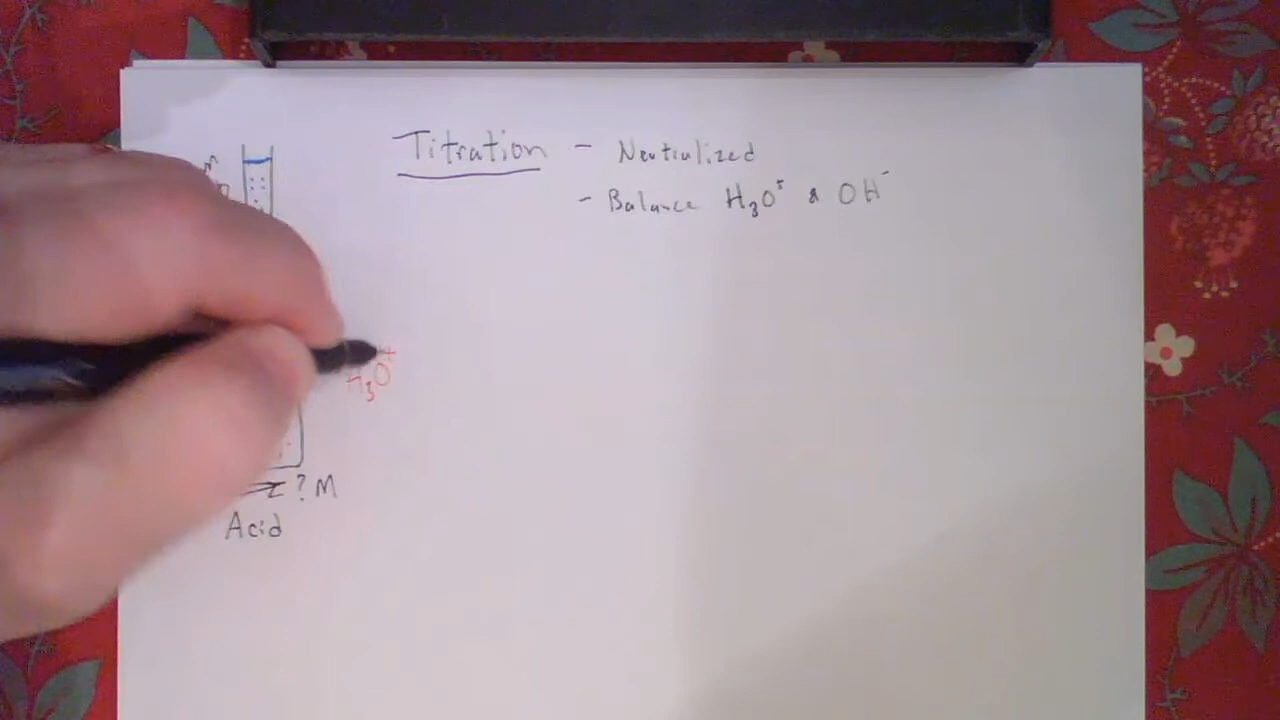 Titration - Neutralized
- Balance H₃O⁺ & OH⁻
H₃O⁺
? M
Acid